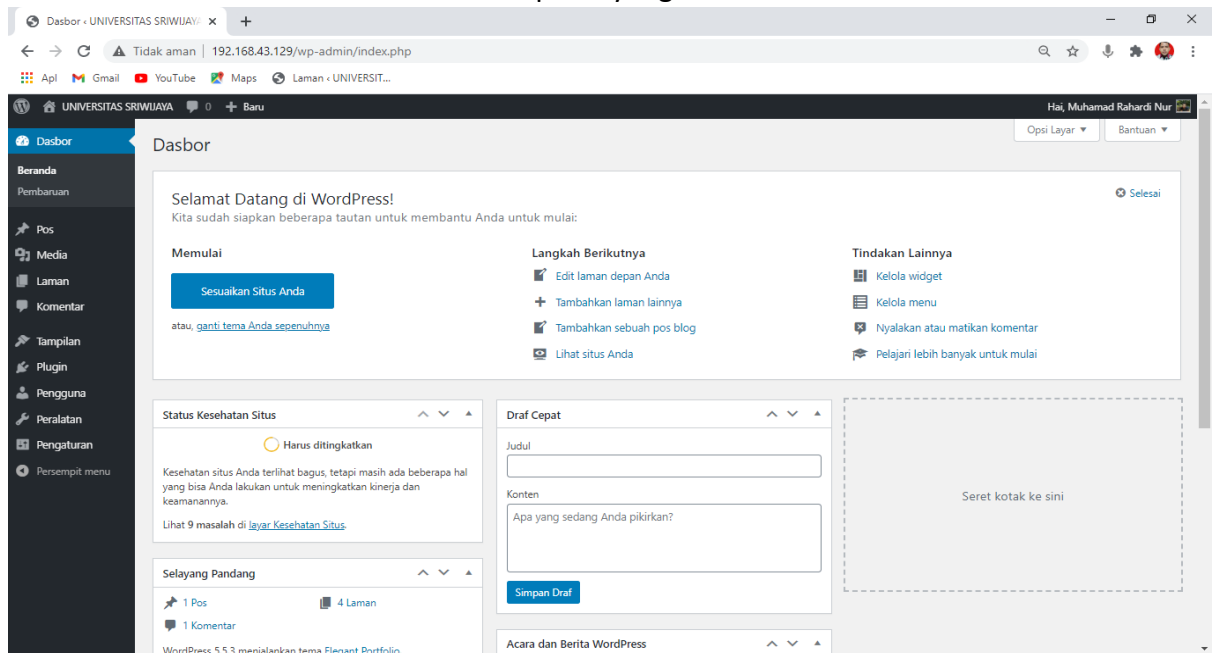 Dasbor ‹ UNIVERSITAS SRIWIJAYA
Tidak aman | 192.168.43.129/wp-admin/index.php
Apl Gmail YouTube Maps Laman ‹ UNIVERSIT...
UNIVERSITAS SRIWIJAYA 0 + Baru Hai, Muhamad Rahardi Nur
Opsi Layar ▼ Bantuan ▼
Dasbor
Beranda
Pembaruan
Pos
Media
Laman
Komentar
Tampilan
Plugin
Pengguna
Peralatan
Pengaturan
Persempit menu
Dasbor
Selamat Datang di WordPress!
Selesai
Kita sudah siapkan beberapa tautan untuk membantu Anda untuk mulai:
Memulai
Sesuaikan Situs Anda
atau, ganti tema Anda sepenuhnya
Langkah Berikutnya
Edit laman depan Anda
Tambahkan laman lainnya
Tambahkan sebuah pos blog
Lihat situs Anda
Tindakan Lainnya
Kelola widget
Kelola menu
Nyalakan atau matikan komentar
Pelajari lebih banyak untuk mulai
Status Kesehatan Situs
Harus ditingkatkan
Kesehatan situs Anda terlihat bagus, tetapi masih ada beberapa hal
yang bisa Anda lakukan untuk meningkatkan kinerja dan
keamanannya.
Lihat 9 masalah di layar Kesehatan Situs.
Selayang Pandang
1 Pos 4 Laman
1 Komentar
WordPress 5.5.3 menjalankan tema Elegant Portfolio
Draf Cepat
Judul
Konten
Apa yang sedang Anda pikirkan?
Simpan Draf
Acara dan Berita WordPress
Seret kotak ke sini